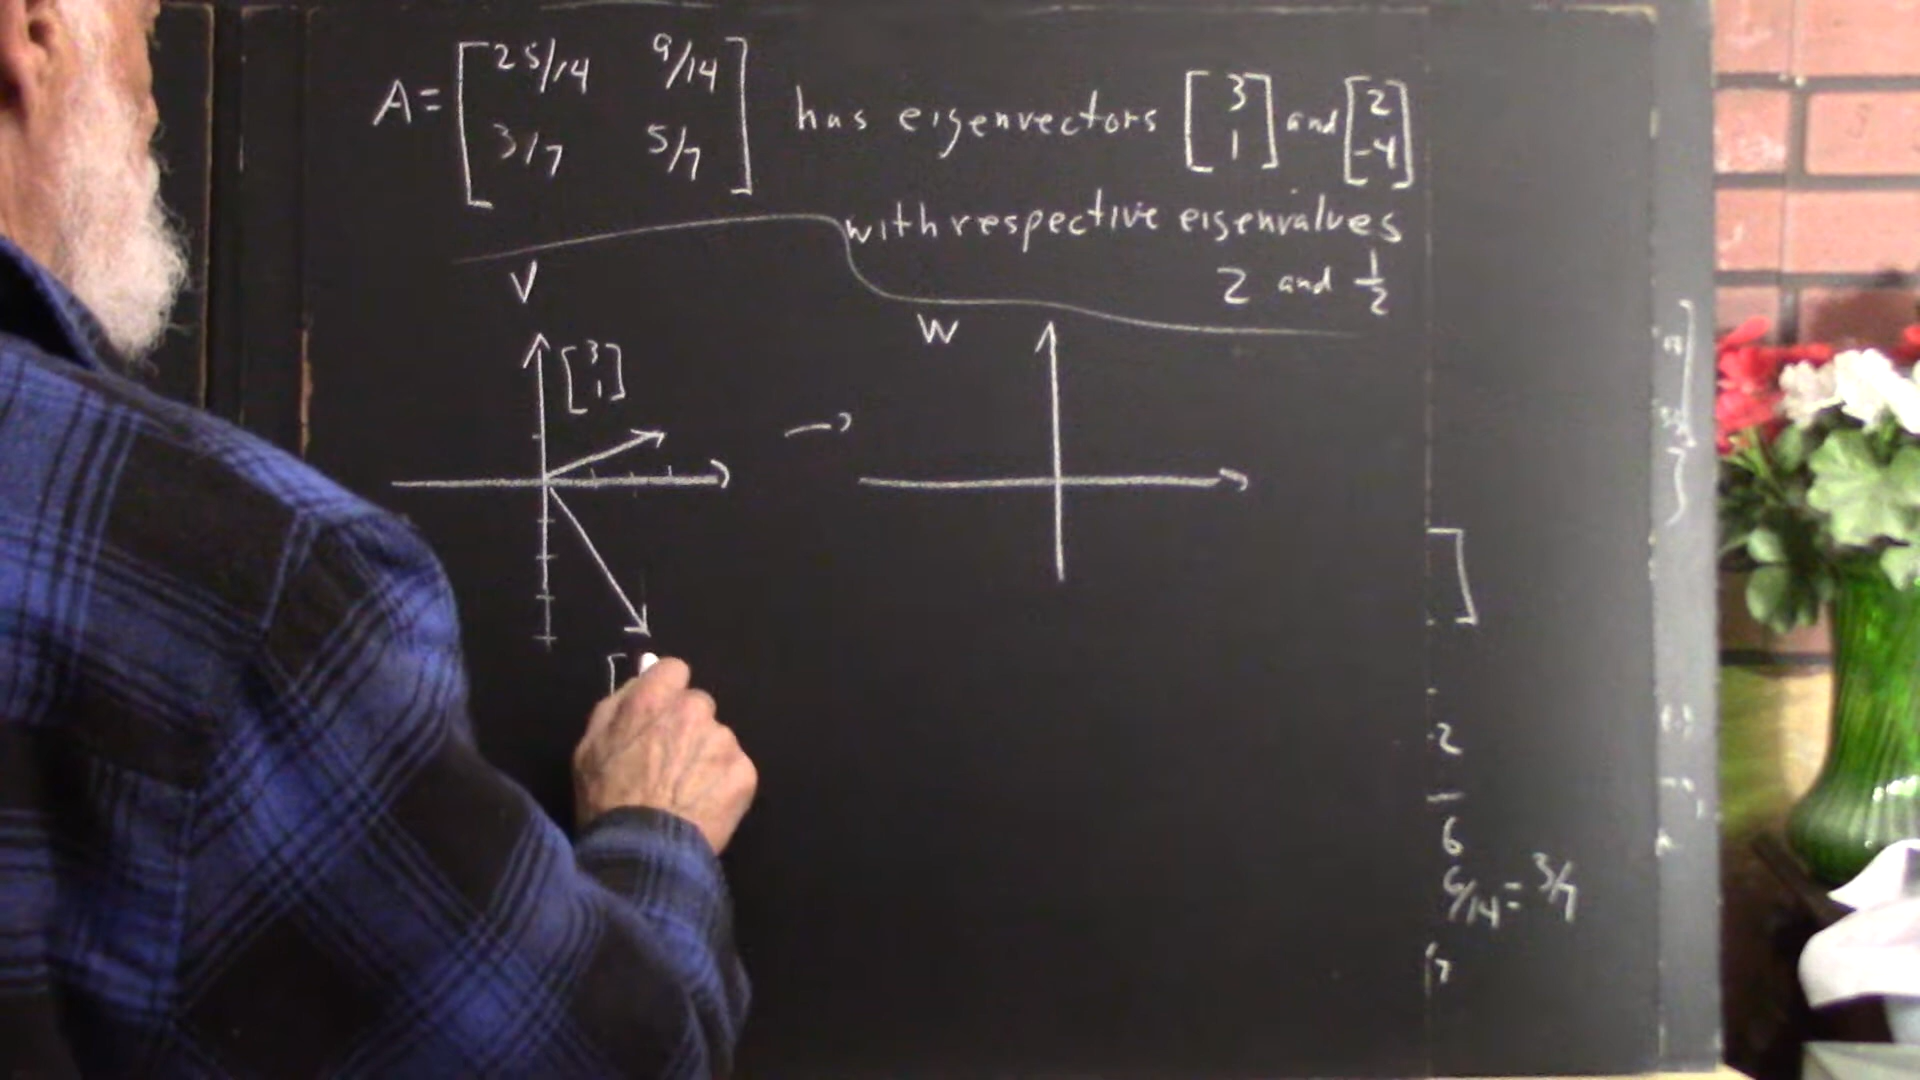 A = [ 25/14 9/14 ] has eigenvectors [ 3 ] and [ 2 ]
[ 3/7 5/7 ] [ 1 ] [ -4 ]
with respective eigenvalues
2 and 1/2
V
W
[ 3 ]
[ 1 ]
→
[
]
2
6
6/14 = 3/7